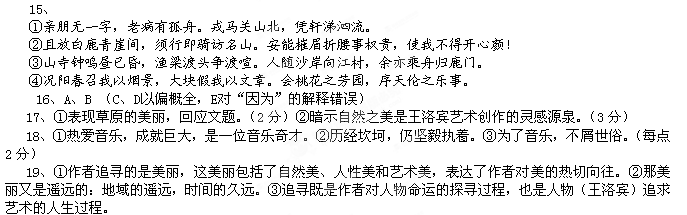 15、
①亲朋无一字，老病有孤舟。戎马关山北，凭轩涕泗流。
②且放白鹿青崖间，须行即骑访名山。安能摧眉折腰事权贵，使我不得开心颜！
③山寺钟鸣昼已昏，渔梁渡头争渡喧。人随沙岸向江村，余亦乘舟归鹿门。
④况阳春召我以烟景，大块假我以文章。会桃花之芳园，序天伦之乐事。
16、A、B （C、D以偏概全，E对“因为”的解释错误）
17、①表现草原的美丽，回应文题。（2分）②暗示自然之美是王洛宾艺术创作的灵感源泉。（3分）
18、①热爱音乐，成就巨大，是一位音乐奇才。②历经坎坷，仍坚毅执着。③为了音乐，不屑世俗。（每点
2分）
19、①作者追寻的是美丽，这美丽包括了自然美、人性美和艺术美，表达了作者对美的热切向往。②那美
丽又是遥远的：地域的遥远，时间的久远。③追寻既是作者对人物命运的探寻过程，也是人物（王洛宾）追求
艺术的人生过程。